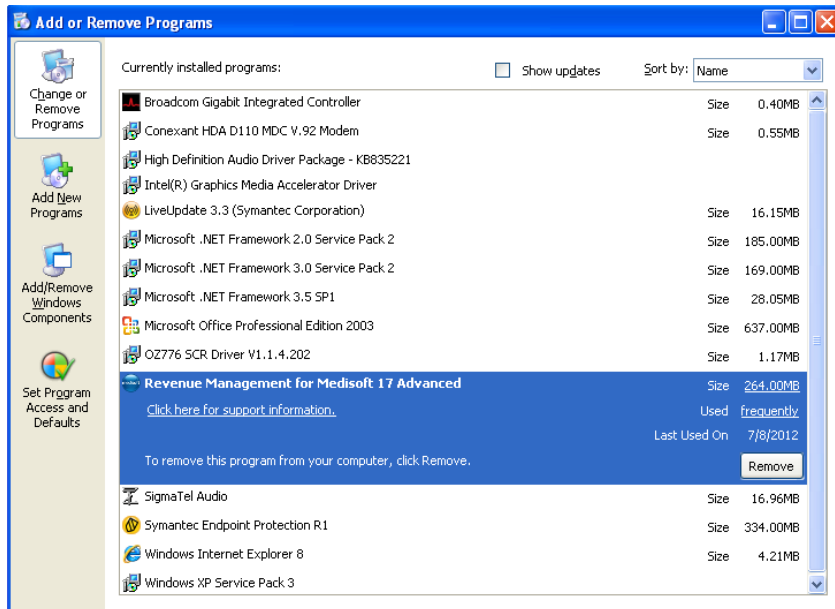 Add or Remove Programs
Change or
Remove
Programs
Add New
Programs
Add/Remove
Windows
Components
Set Program
Access and
Defaults
Currently installed programs:
Show updates
Sort by: Name
Broadcom Gigabit Integrated Controller Size 0.40MB
Conexant HDA D110 MDC V.92 Modem Size 0.55MB
High Definition Audio Driver Package - KB835221
Intel(R) Graphics Media Accelerator Driver
LiveUpdate 3.3 (Symantec Corporation) Size 16.15MB
Microsoft .NET Framework 2.0 Service Pack 2 Size 185.00MB
Microsoft .NET Framework 3.0 Service Pack 2 Size 169.00MB
Microsoft .NET Framework 3.5 SP1 Size 28.05MB
Microsoft Office Professional Edition 2003 Size 637.00MB
OZ776 SCR Driver V1.1.4.202 Size 1.17MB
Revenue Management for Medisoft 17 Advanced Size 264.00MB
Click here for support information. Used frequently
Last Used On 7/8/2012
To remove this program from your computer, click Remove. Remove
SigmaTel Audio Size 16.96MB
Symantec Endpoint Protection R1 Size 334.00MB
Windows Internet Explorer 8 Size 4.21MB
Windows XP Service Pack 3